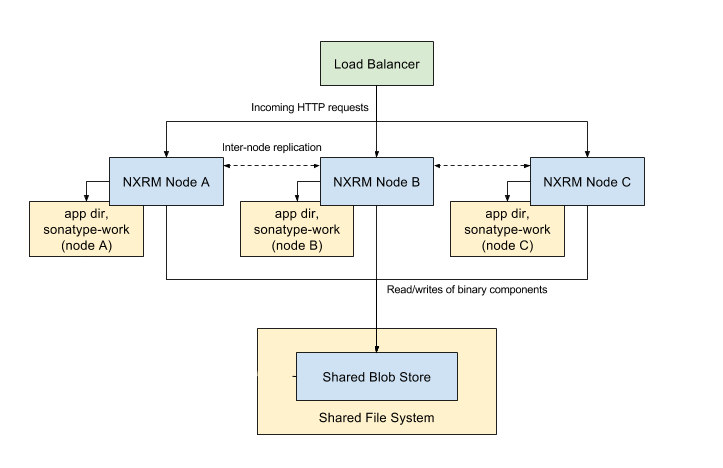 Load Balancer
Incoming HTTP requests
Inter-node replication
NXRM Node A
NXRM Node B
NXRM Node C
app dir,
sonatype-work
(node A)
app dir,
sonatype-work
(node B)
app dir,
sonatype-work
(node C)
Read/writes of binary components
Shared Blob Store
Shared File System